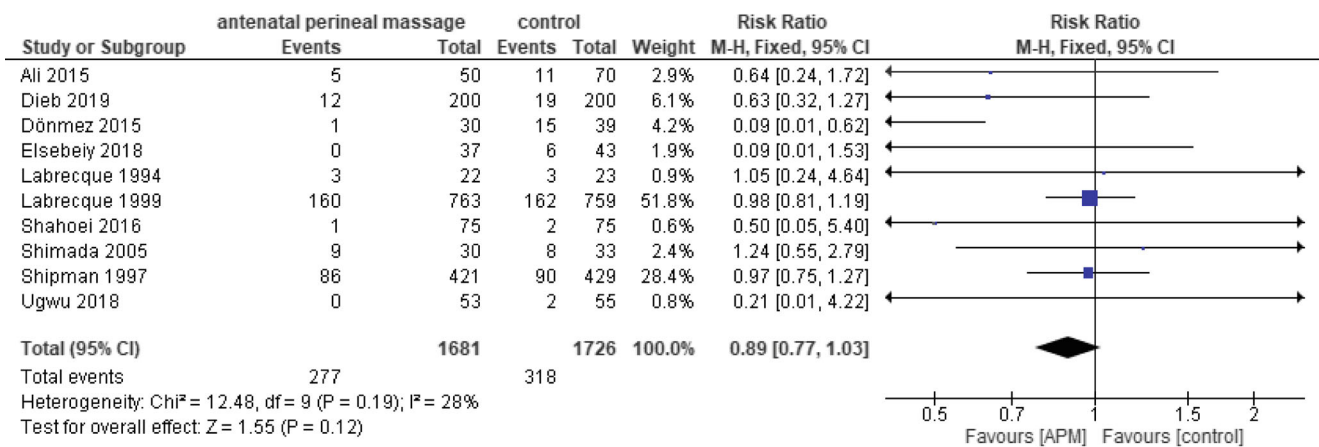 antenatal perineal massage control Risk Ratio Risk Ratio
Study or Subgroup Events Total Events Total Weight M-H, Fixed, 95% CI M-H, Fixed, 95% CI
Ali 2015 5 50 11 70 2.9% 0.64 [0.24, 1.72]
Dieb 2019 12 200 19 200 6.1% 0.63 [0.32, 1.27]
Dönmez 2015 1 30 15 39 4.2% 0.09 [0.01, 0.62]
Elsebeiy 2018 0 37 6 43 1.9% 0.09 [0.01, 1.53]
Labrecque 1994 3 22 3 23 0.9% 1.05 [0.24, 4.64]
Labrecque 1999 160 763 162 759 51.8% 0.98 [0.81, 1.19]
Shahoei 2016 1 75 2 75 0.6% 0.50 [0.05, 5.40]
Shimada 2005 9 30 8 33 2.4% 1.24 [0.55, 2.79]
Shipman 1997 86 421 90 429 28.4% 0.97 [0.75, 1.27]
Ugwu 2018 0 53 2 55 0.8% 0.21 [0.01, 4.22]
Total (95% CI) 1681 1726 100.0% 0.89 [0.77, 1.03]
Total events 277 318
Heterogeneity: Chi² = 12.48, df = 9 (P = 0.19); I² = 28%
Test for overall effect: Z = 1.55 (P = 0.12)
0.5 0.7 1 1.5 2
Favours [APM] Favours [control]